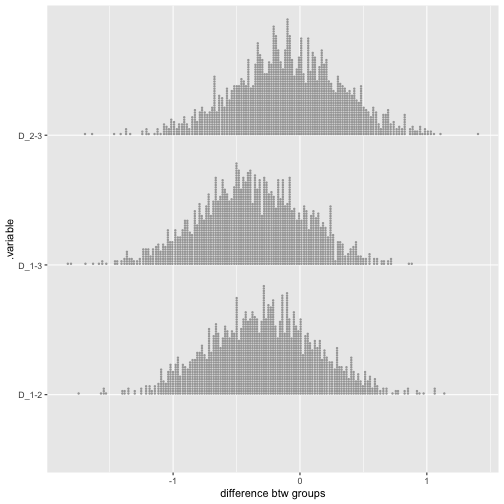 D_2-3
D_1-3
.variable
D_1-2
-1 0 1
difference btw groups